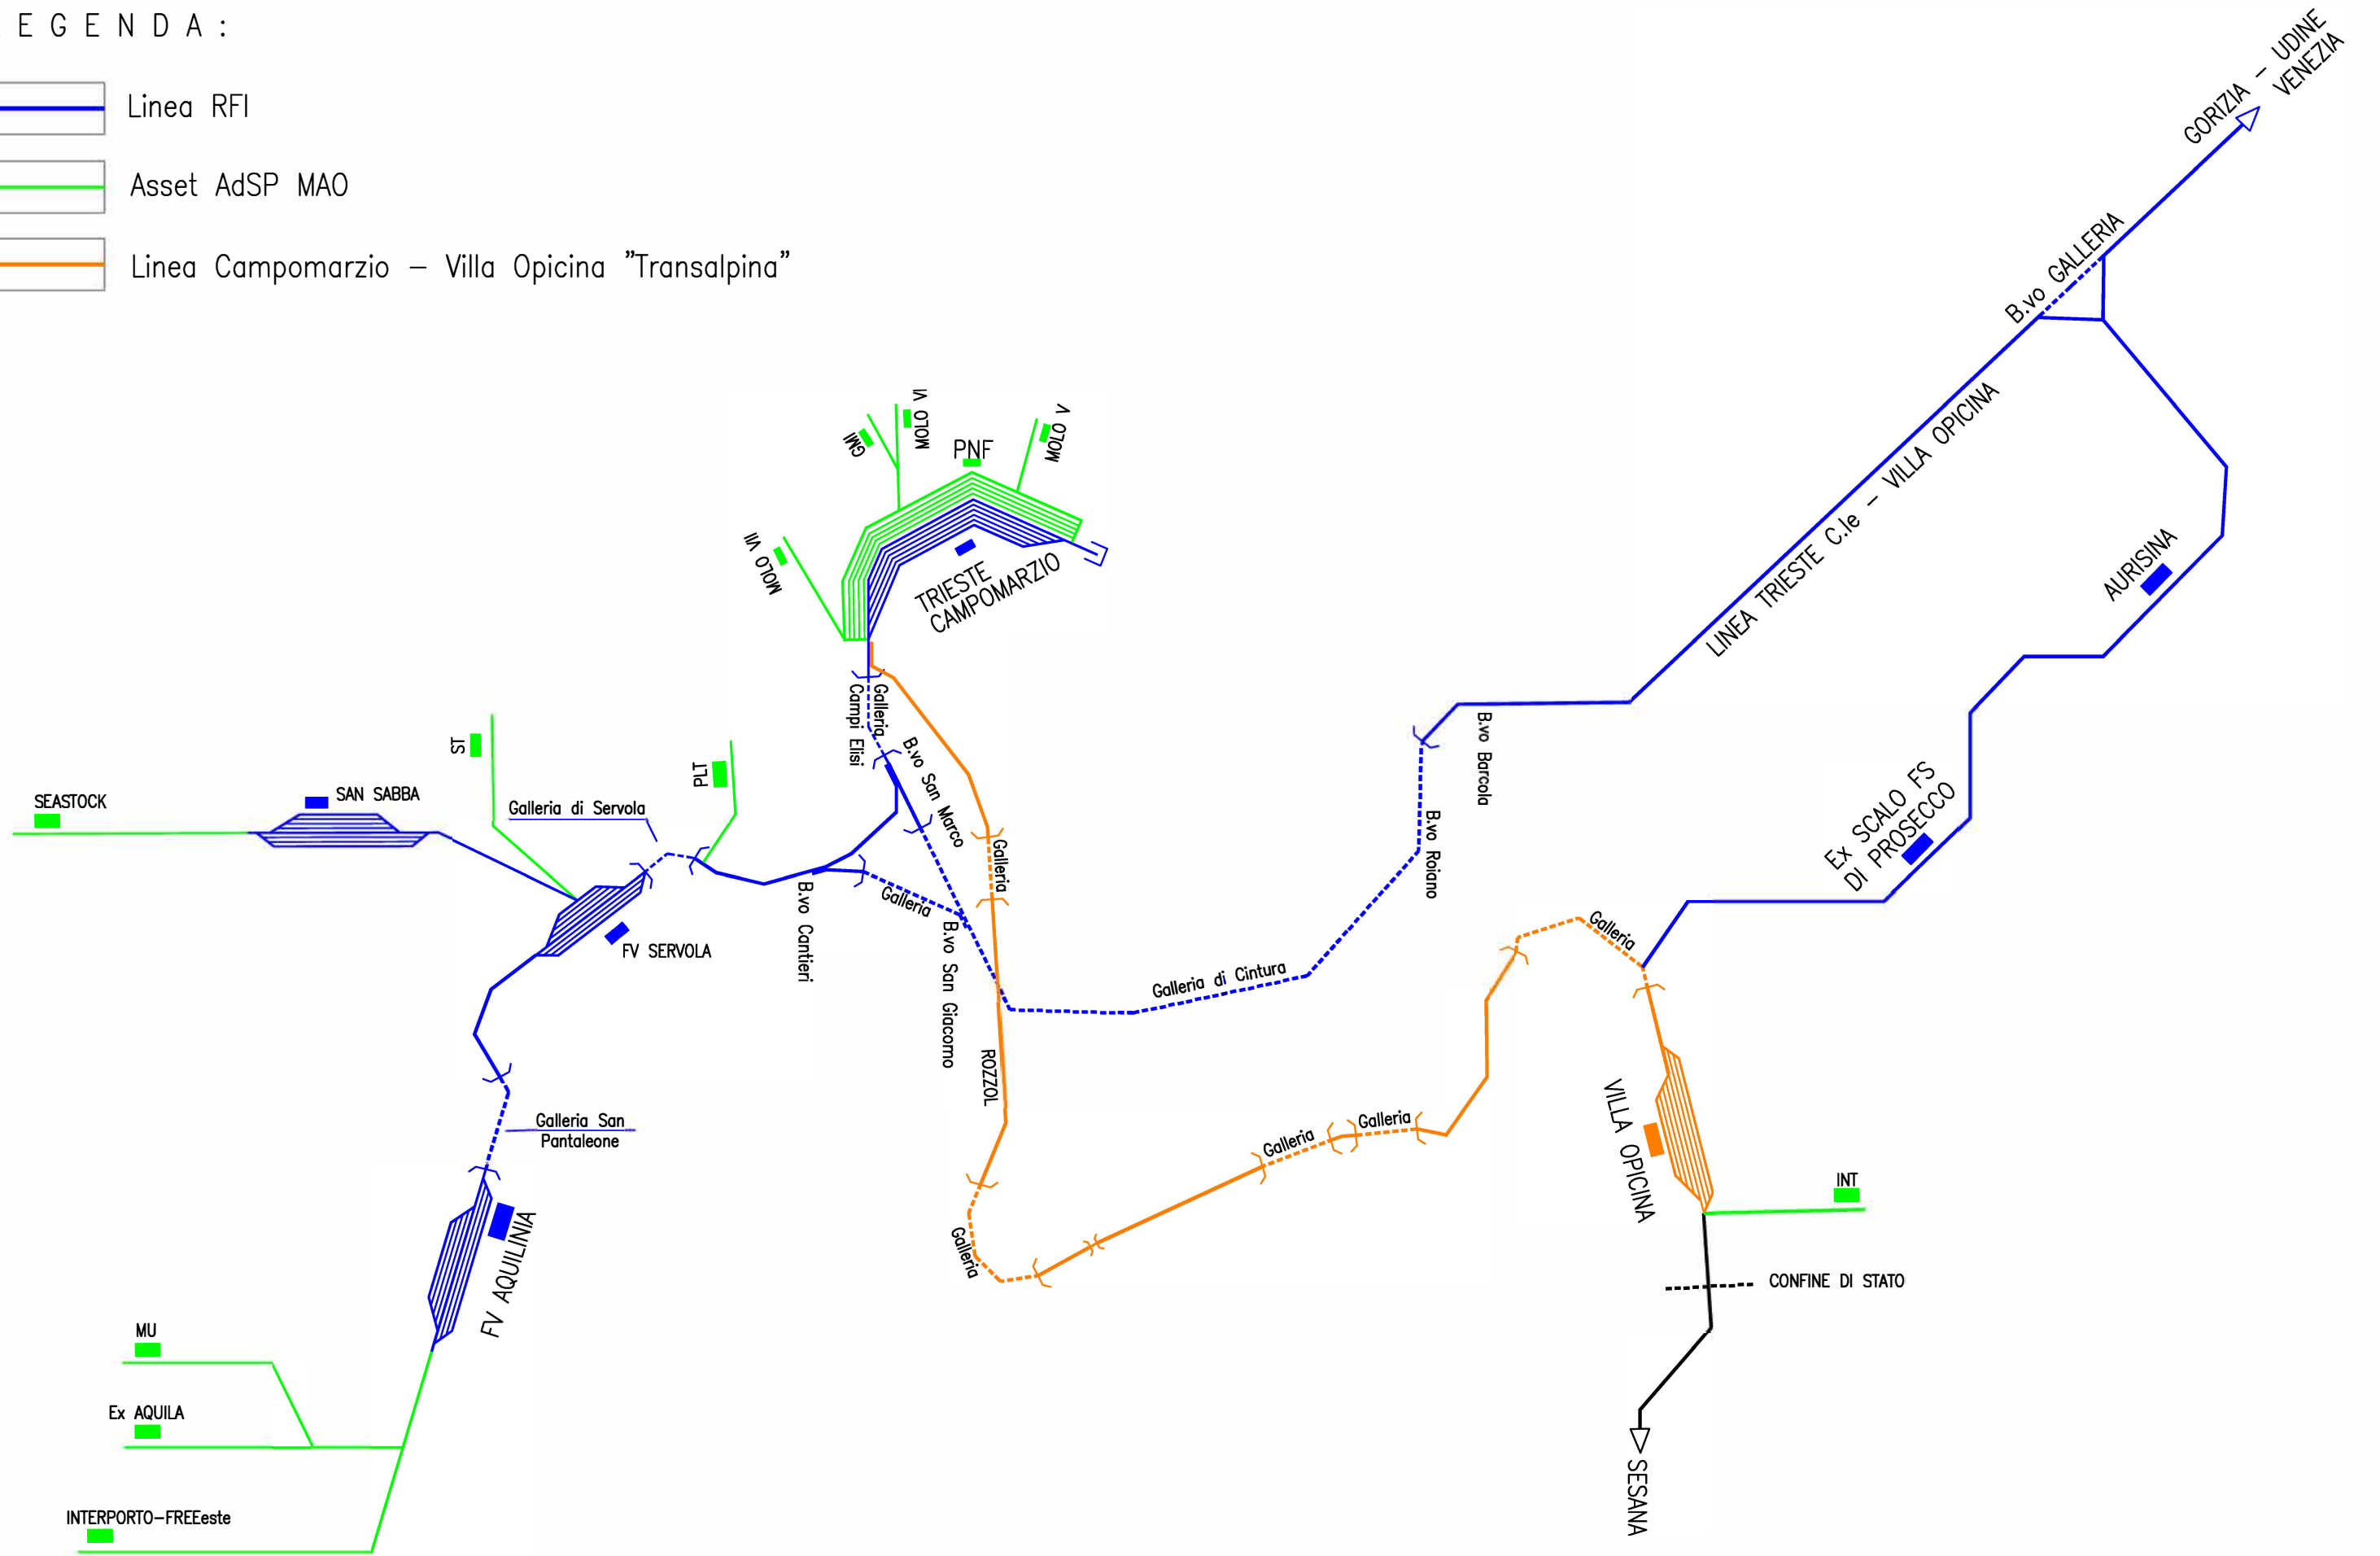 EGENDA:
Linea RFI
Asset AdSP MAO
Linea Campomarzio – Villa Opicina "Transalpina"
GORIZIA – UDINE
VENEZIA
B.vo GALLERIA
LINEA TRIESTE C.le – VILLA OPICINA
AURISINA
EX SCALO FS
DI PROSECCO
GMI
MOLO VI
PNF
MOLO V
MOLO VII
TRIESTE
CAMPOMARZIO
Galleria
Campi Elisi
B.vo San Marco
B.vo Barcola
B.vo Roiano
ST
PLT
SEASTOCK
SAN SABBA
Galleria di Servola
FV SERVOLA
B.vo Cantieri
Galleria
Galleria
B.vo San Giacomo
Galleria di Cintura
ROZZOL
Galleria
Galleria San
Pantaleone
Galleria
Galleria
Galleria
VILLA OPICINA
INT
CONFINE DI STATO
SESANA
FV AQUILINIA
MU
Ex AQUILA
INTERPORTO–FREEeste